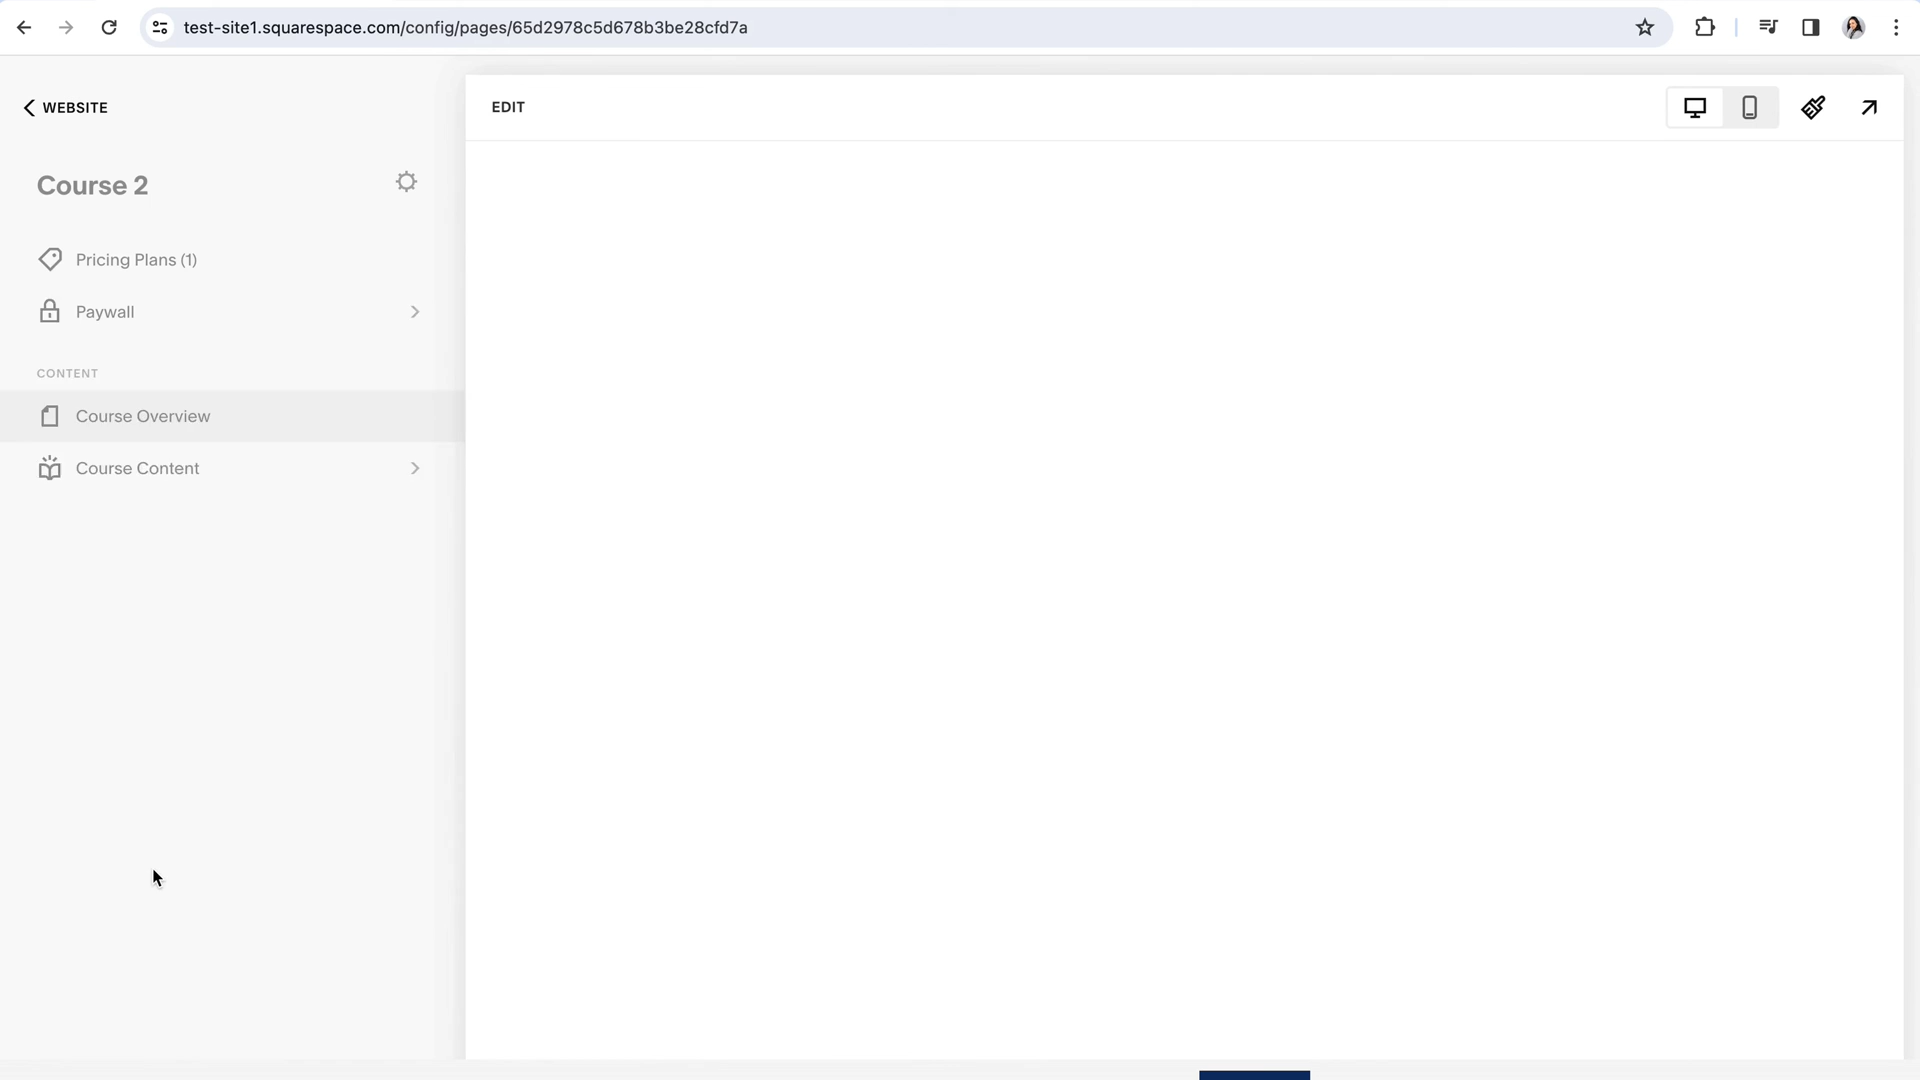 test-site1.squarespace.com/config/pages/65d2978c5d678b3be28cfd7a
WEBSITE
EDIT
Course 2
Pricing Plans (1)
Paywall
CONTENT
Course Overview
Course Content